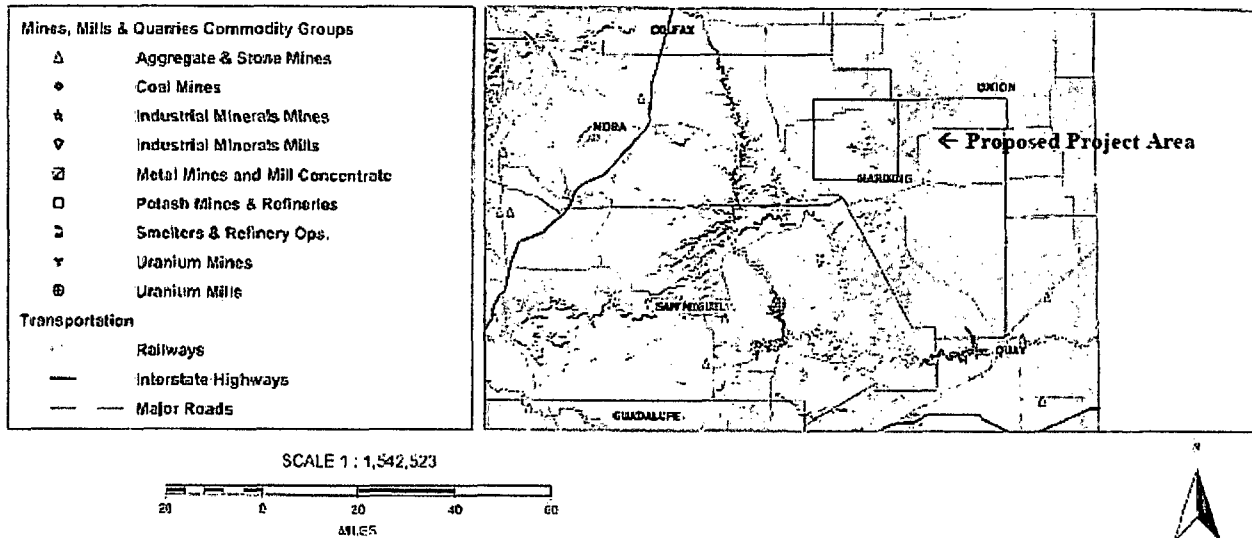 Mines, Mills & Quarries Commodity Groups
Aggregate & Stone Mines
Coal Mines
Industrial Minerals Mines
Industrial Minerals Mills
Metal Mines and Mill Concentrate
Potash Mines & Refineries
Smelters & Refinery Ops.
Uranium Mines
Uranium Mills
Transportation
Railways
Interstate Highways
Major Roads
COLFAX
UNION
MORA
← Proposed Project Area
HARDING
SAN MIGUEL
QUAY
GUADALUPE
SCALE 1 : 1,542,523
20 0 20 40 60
MILES
N